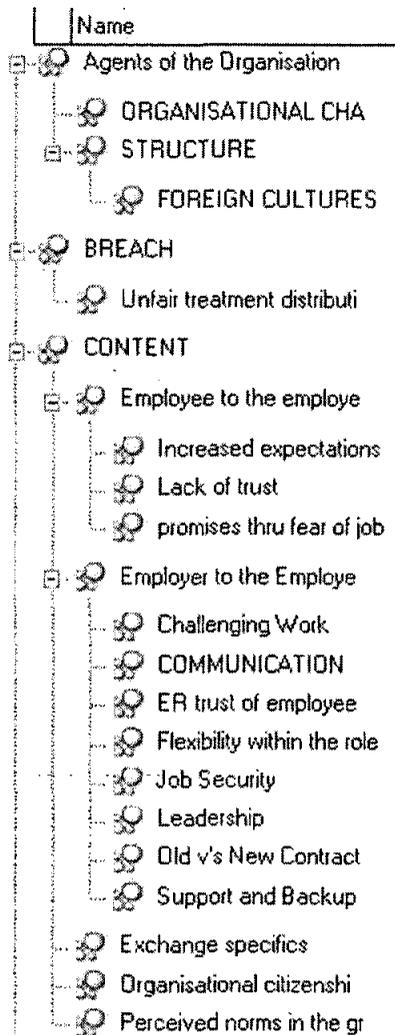 Name
Agents of the Organisation
ORGANISATIONAL CHA
STRUCTURE
FOREIGN CULTURES
BREACH
Unfair treatment distributi
CONTENT
Employee to the employe
Increased expectations
Lack of trust
promises thru fear of job
Employer to the Employe
Challenging Work
COMMUNICATION
ER trust of employee
Flexibility within the role
Job Security
Leadership
Old v's New Contract
Support and Backup
Exchange specifics
Organisational citizenshi
Perceived norms in the gr